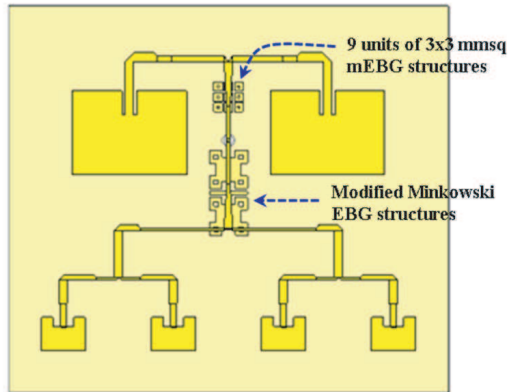 9 units of 3x3 mmsq
mEBG structures
Modified Minkowski
EBG structures